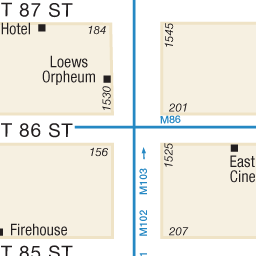 T 87 ST
Hotel
184
1545
Loews
Orpheum
1530
201
M86
T 86 ST
156
1525
M103
East
Cine
M102
Firehouse
207
T 85 ST
1